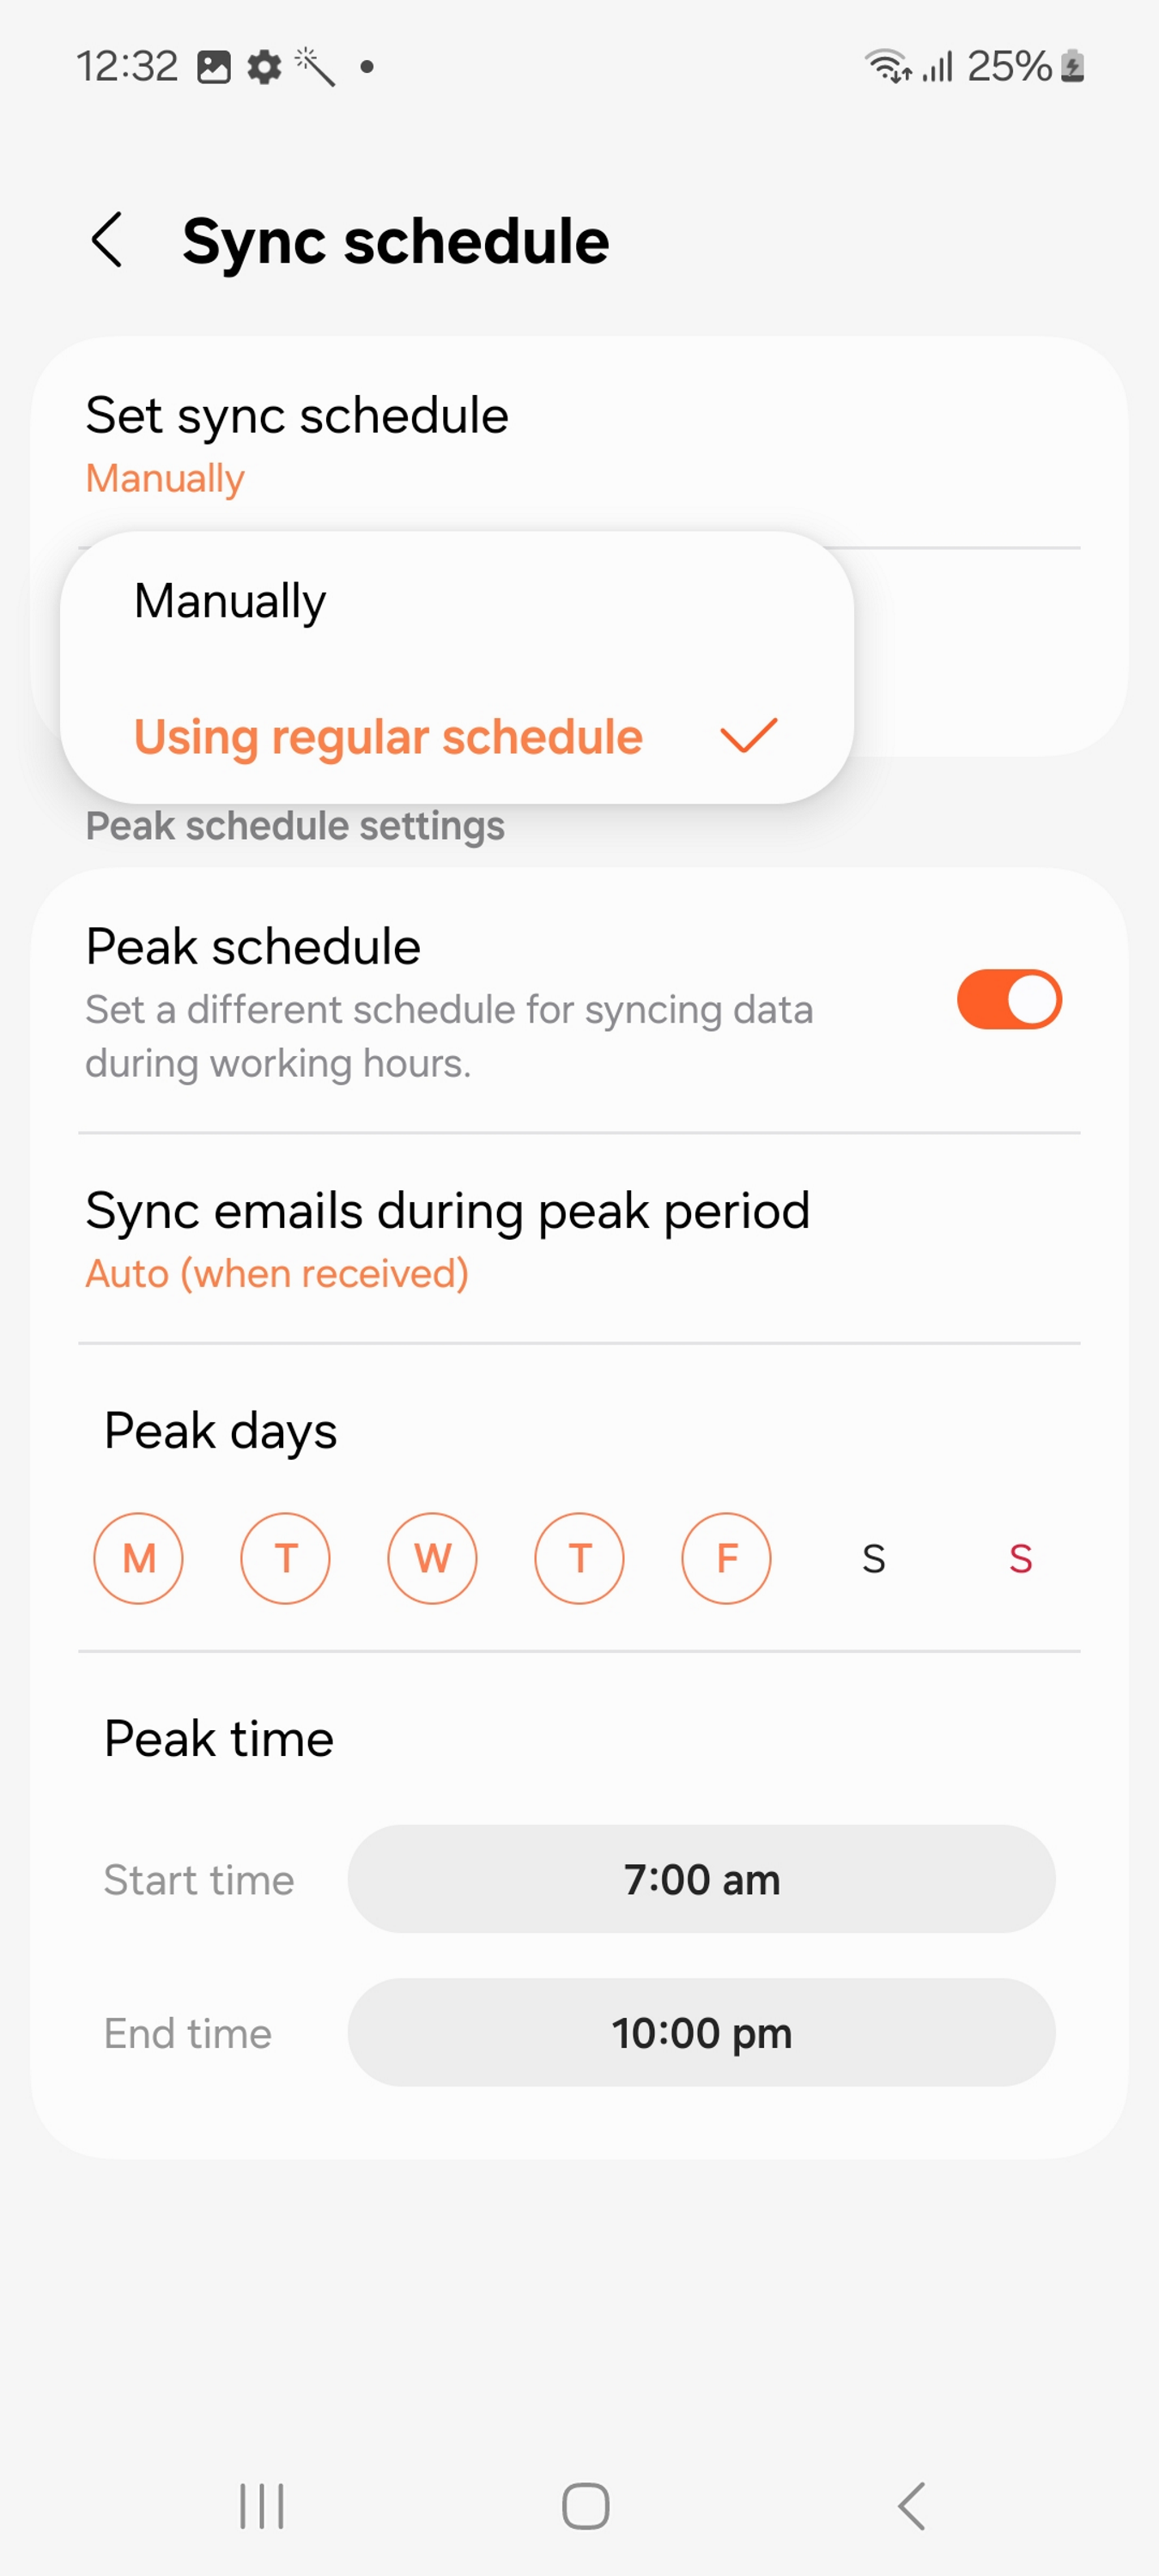 12:32
25%
Sync schedule
Set sync schedule
Manually
Manually
Using regular schedule
Peak schedule settings
Peak schedule
Set a different schedule for syncing data
during working hours.
Sync emails during peak period
Auto (when received)
Peak days
M T W T F S S
Peak time
Start time 7:00 am
End time 10:00 pm